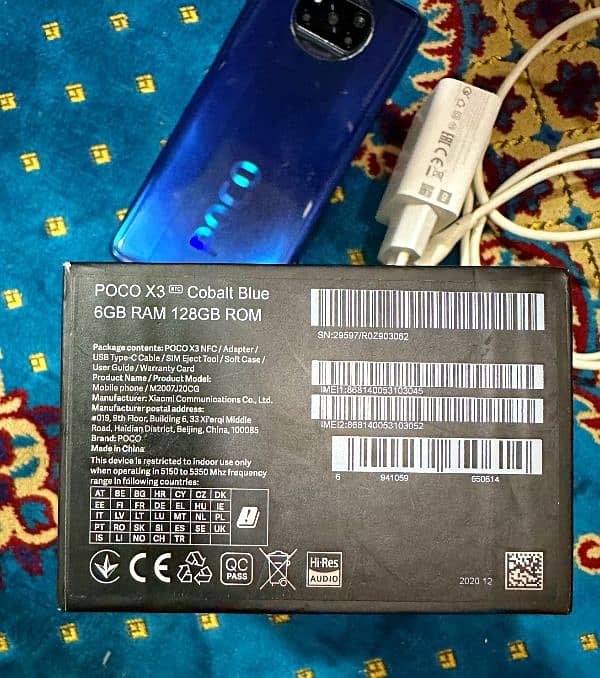 POCO
POCO X3 NFC Cobalt Blue
6GB RAM 128GB ROM
Package contents: POCO X3 NFC / Adapter /
USB Type-C Cable / SIM Eject Tool / Soft Case /
User Guide / Warranty Card
Product Name / Product Model:
Mobile phone / M2007J20CG
Manufacturer: Xiaomi Communications Co., Ltd.
Manufacturer postal address:
#019, 9th Floor, Building 6, 33 Xi'erqi Middle
Road, Haidian District, Beijing, China, 100085
Brand: POCO
Made in China
This device is restricted to indoor use only
when operating in 5150 to 5350 Mhz frequency
range in following countries:
AT BE BG HR CY CZ DK
EE FI FR DE EL HU IE
IT LV LT LU MT NL PL
PT RO SK SI ES SE UK
IS LI NO CH TR
CE
QC
PASS
Hi-Res
AUDIO
SN:29597/R0Z903062
IMEI1:868140053103045
IMEI2:868140053103052
6 941059 650614
2020.12